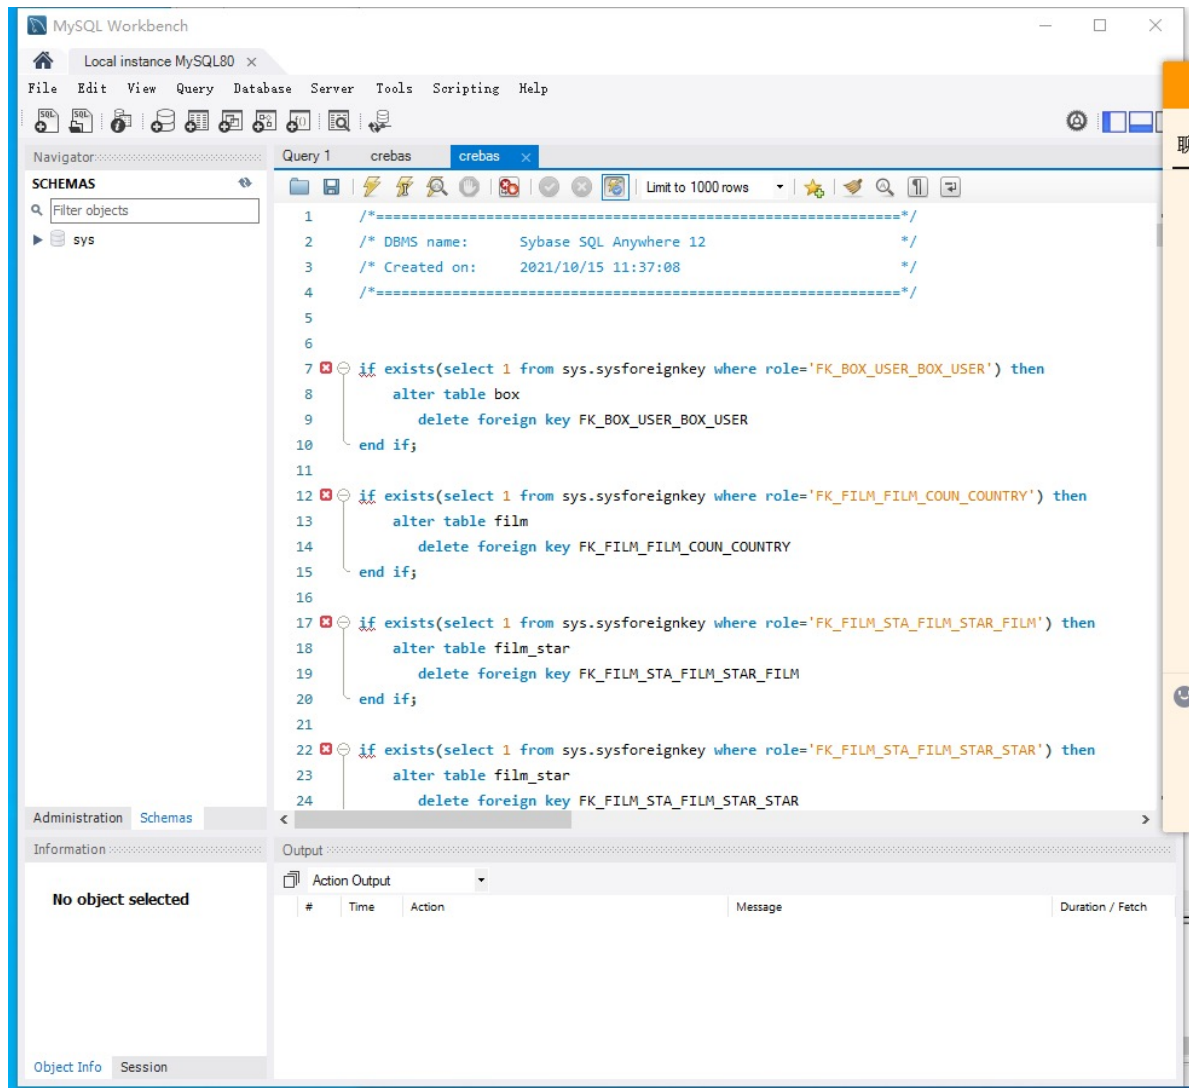 MySQL Workbench
Local instance MySQL80
File Edit View Query Database Server Tools Scripting Help
Navigator
SCHEMAS
Filter objects
sys
Administration Schemas
Information
No object selected
Object Info Session
Query 1 crebas crebas
Limit to 1000 rows
1 /*==============================================================*/
2 /* DBMS name: Sybase SQL Anywhere 12 */
3 /* Created on: 2021/10/15 11:37:08 */
4 /*==============================================================*/
5
6
7 if exists(select 1 from sys.sysforeignkey where role='FK_BOX_USER_BOX_USER') then
8 alter table box
9 delete foreign key FK_BOX_USER_BOX_USER
10 end if;
11
12 if exists(select 1 from sys.sysforeignkey where role='FK_FILM_FILM_COUN_COUNTRY') then
13 alter table film
14 delete foreign key FK_FILM_FILM_COUN_COUNTRY
15 end if;
16
17 if exists(select 1 from sys.sysforeignkey where role='FK_FILM_STA_FILM_STAR_FILM') then
18 alter table film_star
19 delete foreign key FK_FILM_STA_FILM_STAR_FILM
20 end if;
21
22 if exists(select 1 from sys.sysforeignkey where role='FK_FILM_STA_FILM_STAR_STAR') then
23 alter table film_star
24 delete foreign key FK_FILM_STA_FILM_STAR_STAR
Output
Action Output
# Time Action Message Duration / Fetch